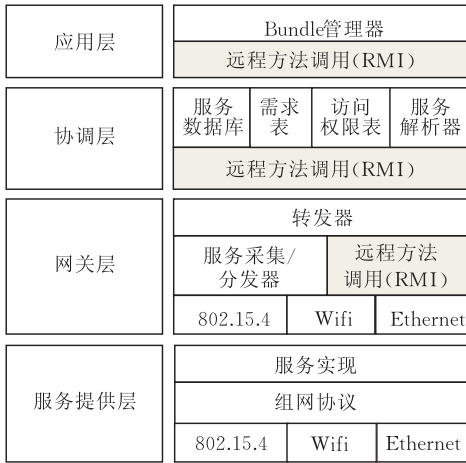 应用层
Bundle管理器
远程方法调用(RMI)
协调层
服务
数据库
需求
表
访问
权限表
服务
解析器
远程方法调用(RMI)
网关层
转发器
服务采集/
分发器
远程方法
调用(RMI)
802.15.4
Wifi
Ethernet
服务提供层
服务实现
组网协议
802.15.4
Wifi
Ethernet